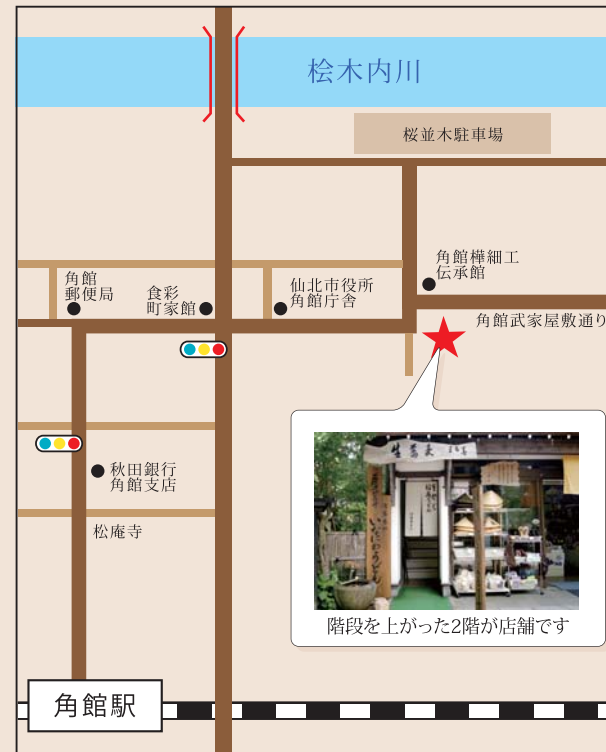 桧木内川
桜並木駐車場
角館樺細工
伝承館
角館
郵便局
食彩
町家館
仙北市役所
角館庁舎
角館武家屋敷通り
秋田銀行
角館支店
松庵寺
生蕎麦
階段を上がった2階が店舗です
角館駅